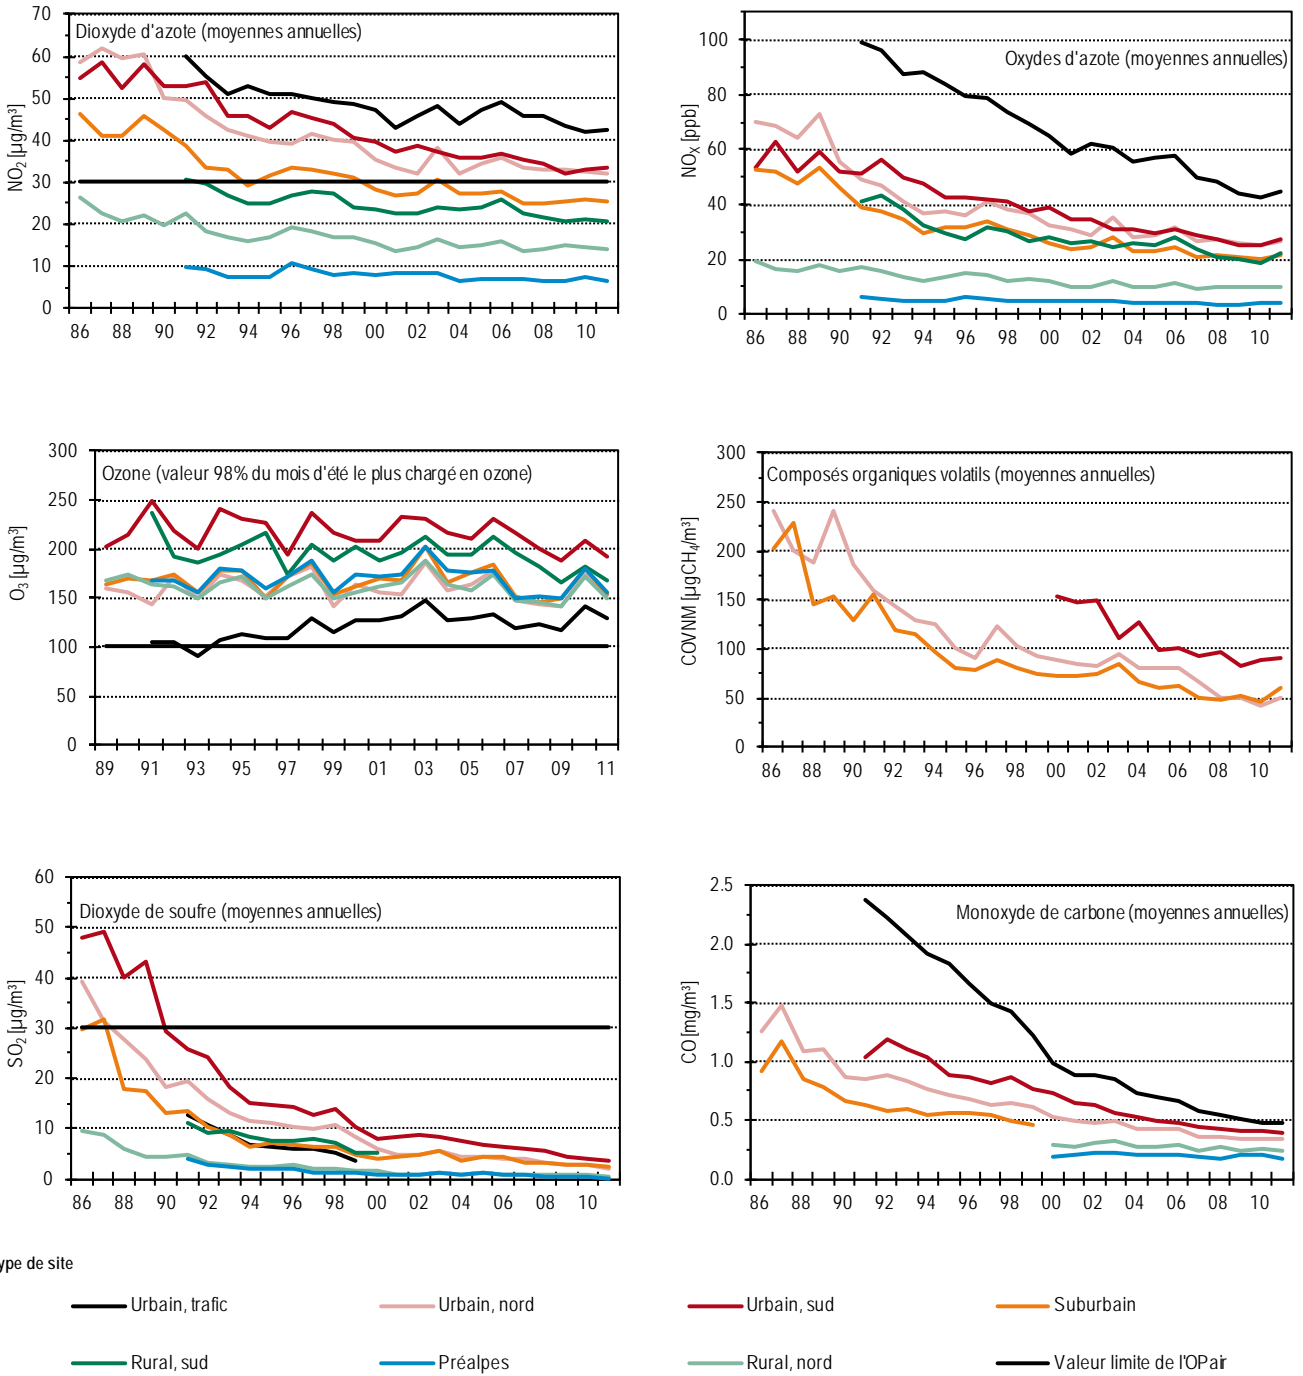 Dioxyde d'azote (moyennes annuelles)
NO₂ [µg/m³]
70
60
50
40
30
20
10
0
86 88 90 92 94 96 98 00 02 04 06 08 10
Oxydes d'azote (moyennes annuelles)
NOX [ppb]
100
80
60
40
20
0
86 88 90 92 94 96 98 00 02 04 06 08 10
Ozone (valeur 98% du mois d'été le plus chargé en ozone)
O₃ [µg/m³]
300
250
200
150
100
50
0
89 91 93 95 97 99 01 03 05 07 09 11
Composés organiques volatils (moyennes annuelles)
COVNM [µgCH₄/m³]
300
250
200
150
100
50
0
86 88 90 92 94 96 98 00 02 04 06 08 10
Dioxyde de soufre (moyennes annuelles)
SO₂ [µg/m³]
60
50
40
30
20
10
0
86 88 90 92 94 96 98 00 02 04 06 08 10
Monoxyde de carbone (moyennes annuelles)
CO [mg/m³]
2.5
2.0
1.5
1.0
0.5
0.0
86 88 90 92 94 96 98 00 02 04 06 08 10
ype de site
Urbain, trafic
Urbain, nord
Urbain, sud
Suburbain
Rural, sud
Préalpes
Rural, nord
Valeur limite de l'OPair